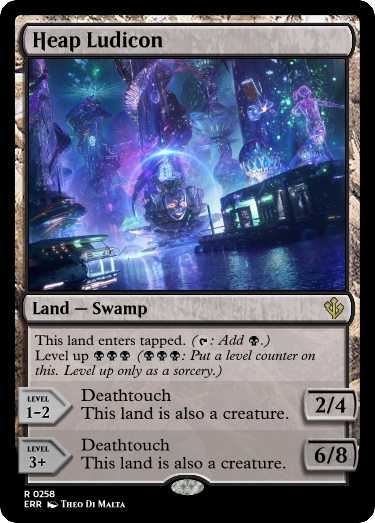 Heap Ludicon
Land — Swamp
This land enters tapped. (: Add .)
Level up (: Put a level counter on
this. Level up only as a sorcery.)
LEVEL
1-2
Deathtouch
This land is also a creature.
2/4
LEVEL
3+
Deathtouch
This land is also a creature.
6/8
R 0258
ERR Theo Di Malta